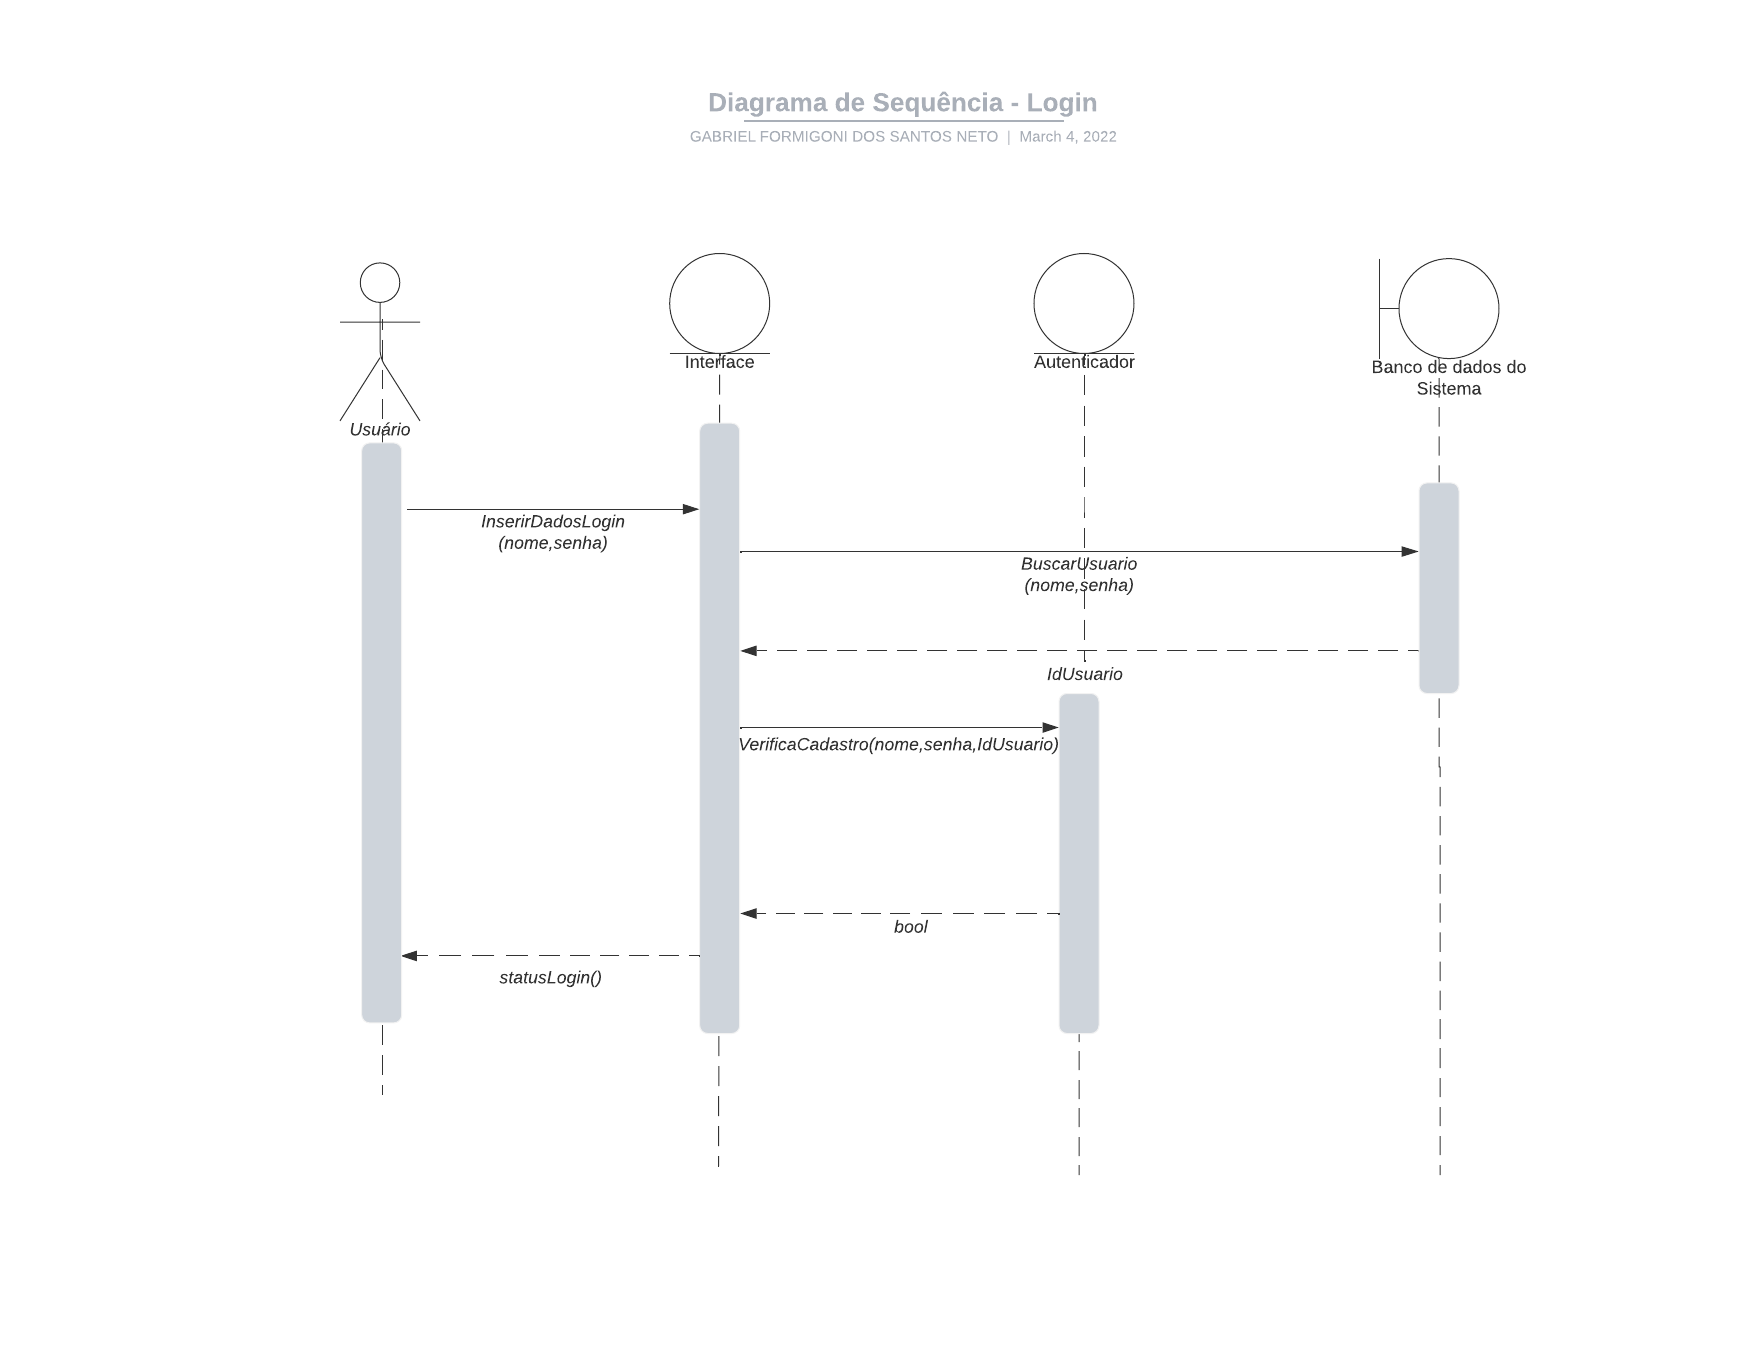 Diagrama de Sequência - Login
GABRIEL FORMIGONI DOS SANTOS NETO | March 4, 2022
Usuário
Interface
Autenticador
Banco de dados do
Sistema
InserirDadosLogin
(nome,senha)
BuscarUsuario
(nome,senha)
IdUsuario
VerificaCadastro(nome,senha,IdUsuario)
bool
statusLogin()